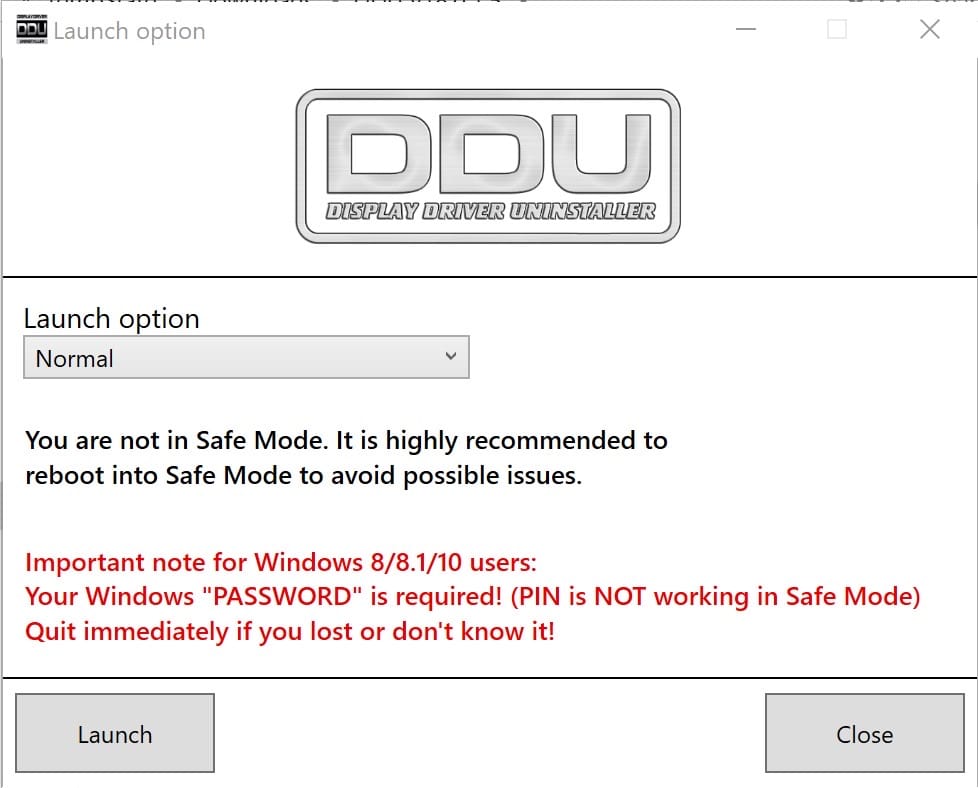 DDU
Launch option
DDU
DISPLAY DRIVER UNINSTALLER
Launch option
Normal
You are not in Safe Mode. It is highly recommended to
reboot into Safe Mode to avoid possible issues.
Important note for Windows 8/8.1/10 users:
Your Windows "PASSWORD" is required! (PIN is NOT working in Safe Mode)
Quit immediately if you lost or don't know it!
Launch
Close